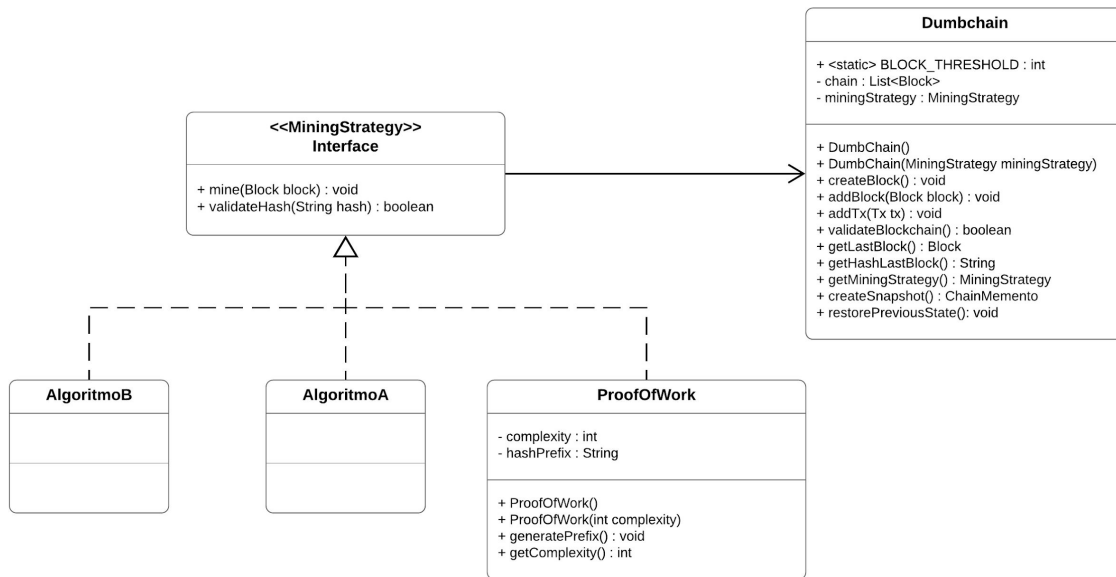 Dumbchain
+ <static> BLOCK_THRESHOLD : int
- chain : List<Block>
- miningStrategy : MiningStrategy
+ DumbChain()
+ DumbChain(MiningStrategy miningStrategy)
+ createBlock() : void
+ addBlock(Block block) : void
+ addTx(Tx tx) : void
+ validateBlockchain() : boolean
+ getLastBlock() : Block
+ getHashLastBlock() : String
+ getMiningStrategy() : MiningStrategy
+ createSnapshot() : ChainMemento
+ restorePreviousState(): void
<<MiningStrategy>>
Interface
+ mine(Block block) : void
+ validateHash(String hash) : boolean
AlgoritmoB
AlgoritmoA
ProofOfWork
- complexity : int
- hashPrefix : String
+ ProofOfWork()
+ ProofOfWork(int complexity)
+ generatePrefix() : void
+ getComplexity() : int